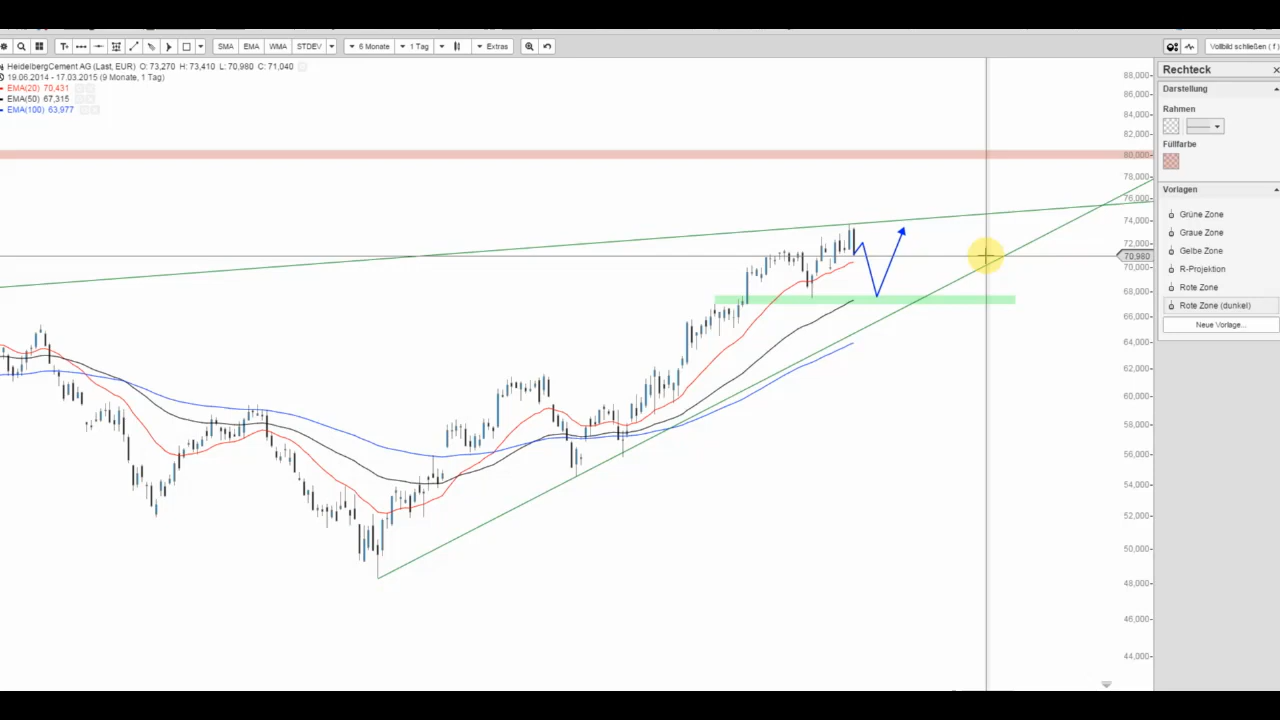 T
SMA
EMA
WMA
STDEV
6 Monate
1 Tag
Extras
Vollbild schließen ( f )
HeidelbergCement AG (Last, EUR) O: 73,270 H: 73,410 L: 70,980 C: 71,040
19.06.2014 - 17.03.2015 (9 Monate, 1 Tag)
EMA(20) 70,431
EMA(50) 67,315
EMA(100) 63,977
88,000
86,000
84,000
82,000
80,000
78,000
76,000
74,000
72,000
70,980
70,000
68,000
66,000
64,000
62,000
60,000
58,000
56,000
54,000
52,000
50,000
48,000
46,000
44,000
Rechteck
Darstellung
Rahmen
Füllfarbe
Vorlagen
Grüne Zone
Graue Zone
Gelbe Zone
R-Projektion
Rote Zone
Rote Zone (dunkel)
Neue Vorlage...